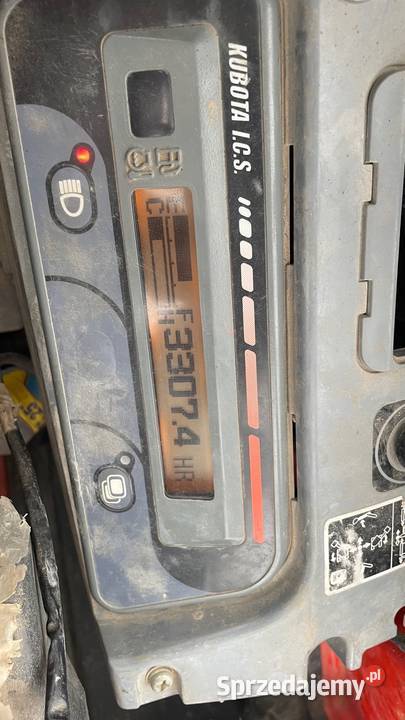 KUBOTA I.C.S.
E
C
F
H
3307.4 HR
Sprzedajemy.pl